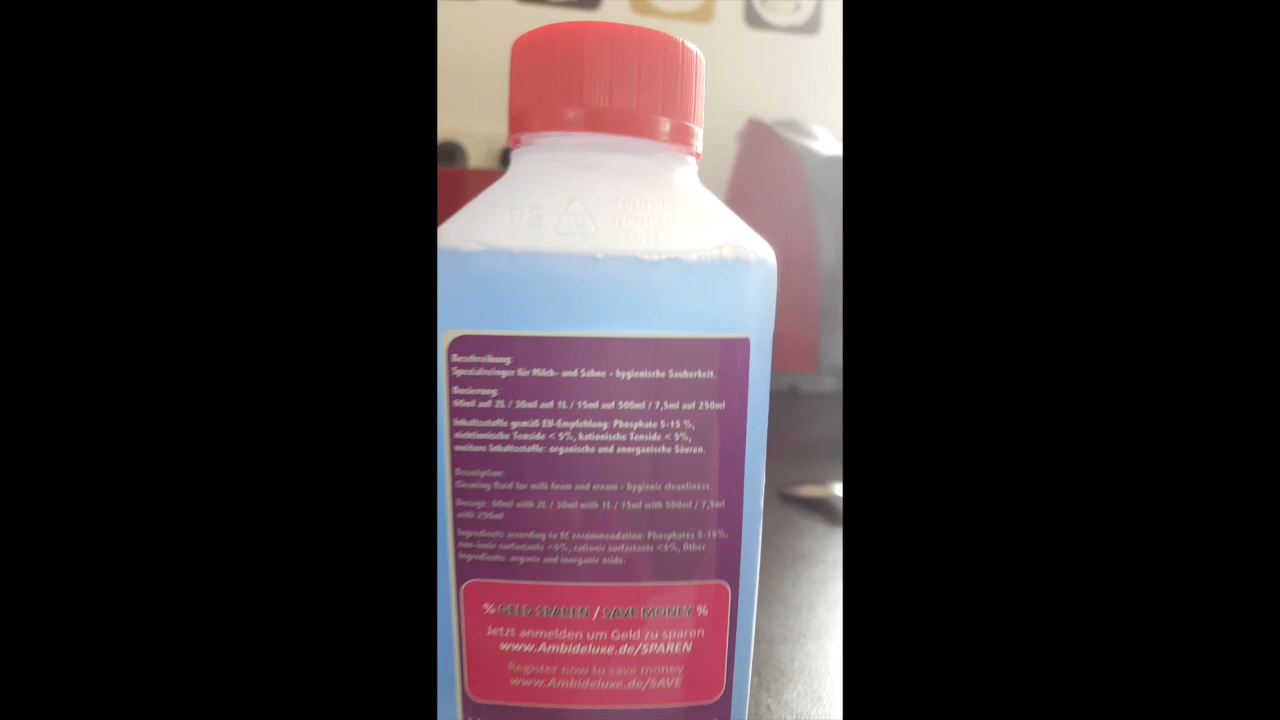 Beschreibung:
Spezialreiniger für Milch- und Sahne - hygienische Sauberkeit.
Dosierung:
60ml auf 2L / 30ml auf 1L / 15ml auf 500ml / 7,5ml auf 250ml
Inhaltsstoffe gemäß EU-Empfehlung: Phosphate 5-15 %,
nichtionische Tenside < 5%, kationische Tenside < 5%,
weitere Inhaltsstoffe: organische und anorganische Säuren.
Description:
Cleaning fluid for milk foam and cream - hygienic cleanliness.
Dosage: 60ml with 2L / 30ml with 1L / 15ml with 500ml / 7,5ml
with 250ml
Ingredients according to EC recommendation: Phosphates 5-15%,
non-ionic surfactants <5%, cationic surfactants <5%, Other
Ingredients: organic and inorganic acids.
% GELD SPAREN / SAVE MONEY %
Jetzt anmelden um Geld zu sparen
www.Ambideluxe.de/SPAREN
Register now to save money
www.Ambideluxe.de/SAVE